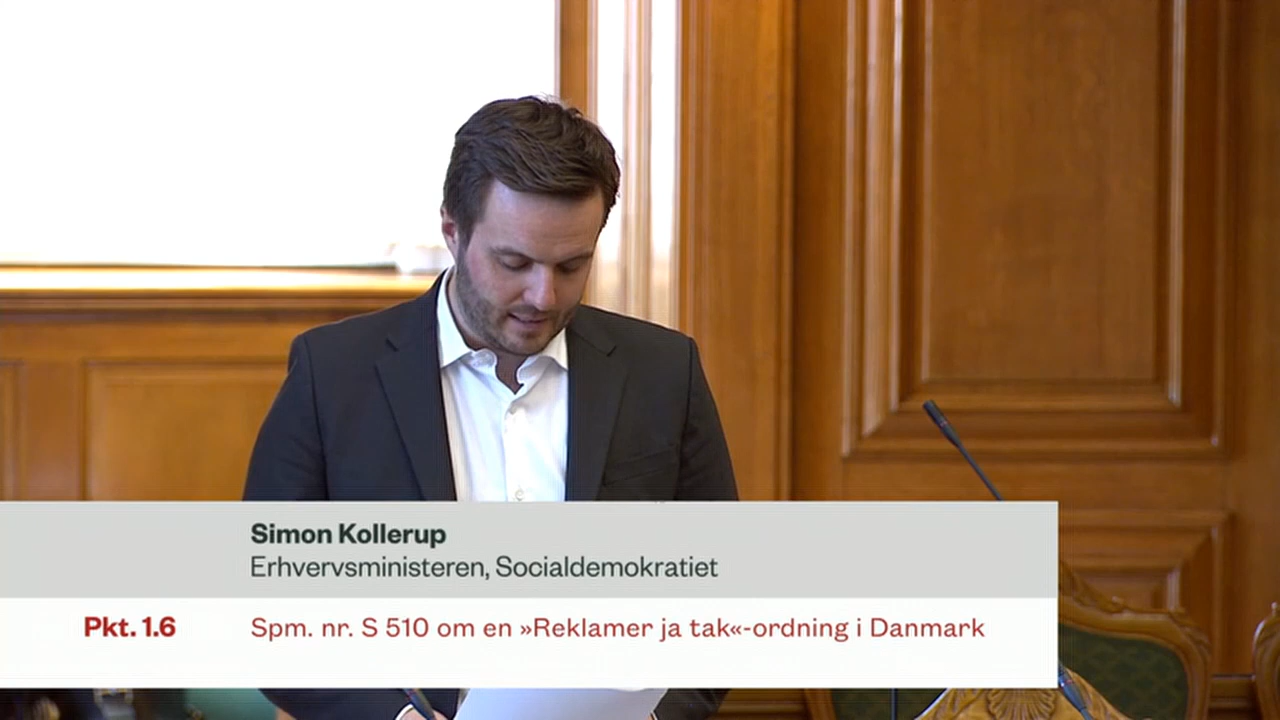 Simon Kollerup
Erhvervsministeren, Socialdemokratiet
Pkt. 1.6 Spm. nr. S 510 om en »Reklamer ja tak«-ordning i Danmark